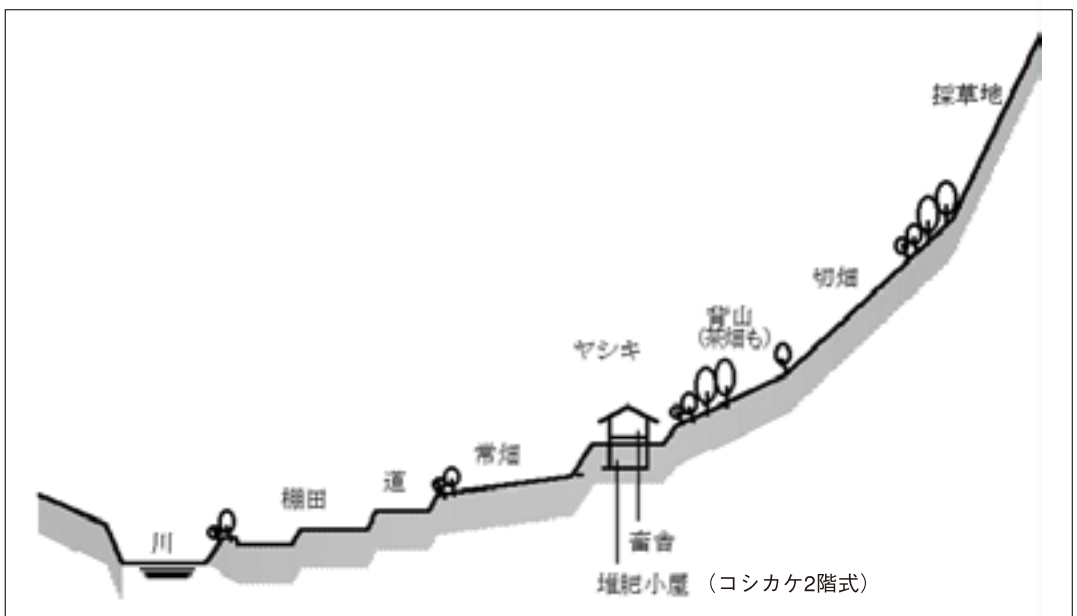 採草地
切畑
背山
(茶畑も)
ヤシキ
常畑
道
棚田
川
畜舎
堆肥小屋 (コシカケ2階式)